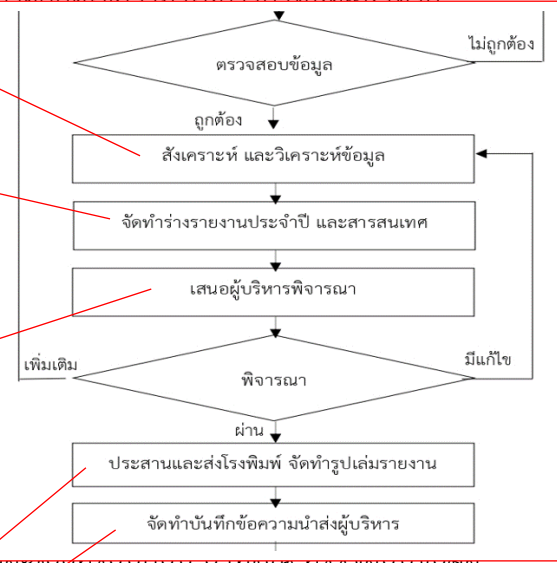 ไม่ถูกต้อง
ตรวจสอบข้อมูล
ถูกต้อง
สังเคราะห์ และวิเคราะห์ข้อมูล
จัดทำร่างรายงานประจำปี และสารสนเทศ
เสนอผู้บริหารพิจารณา
เพิ่มเติม
พิจารณา
มีแก้ไข
ผ่าน
ประสานและส่งโรงพิมพ์ จัดทำรูปเล่มรายงาน
จัดทำบันทึกข้อความนำส่งผู้บริหาร